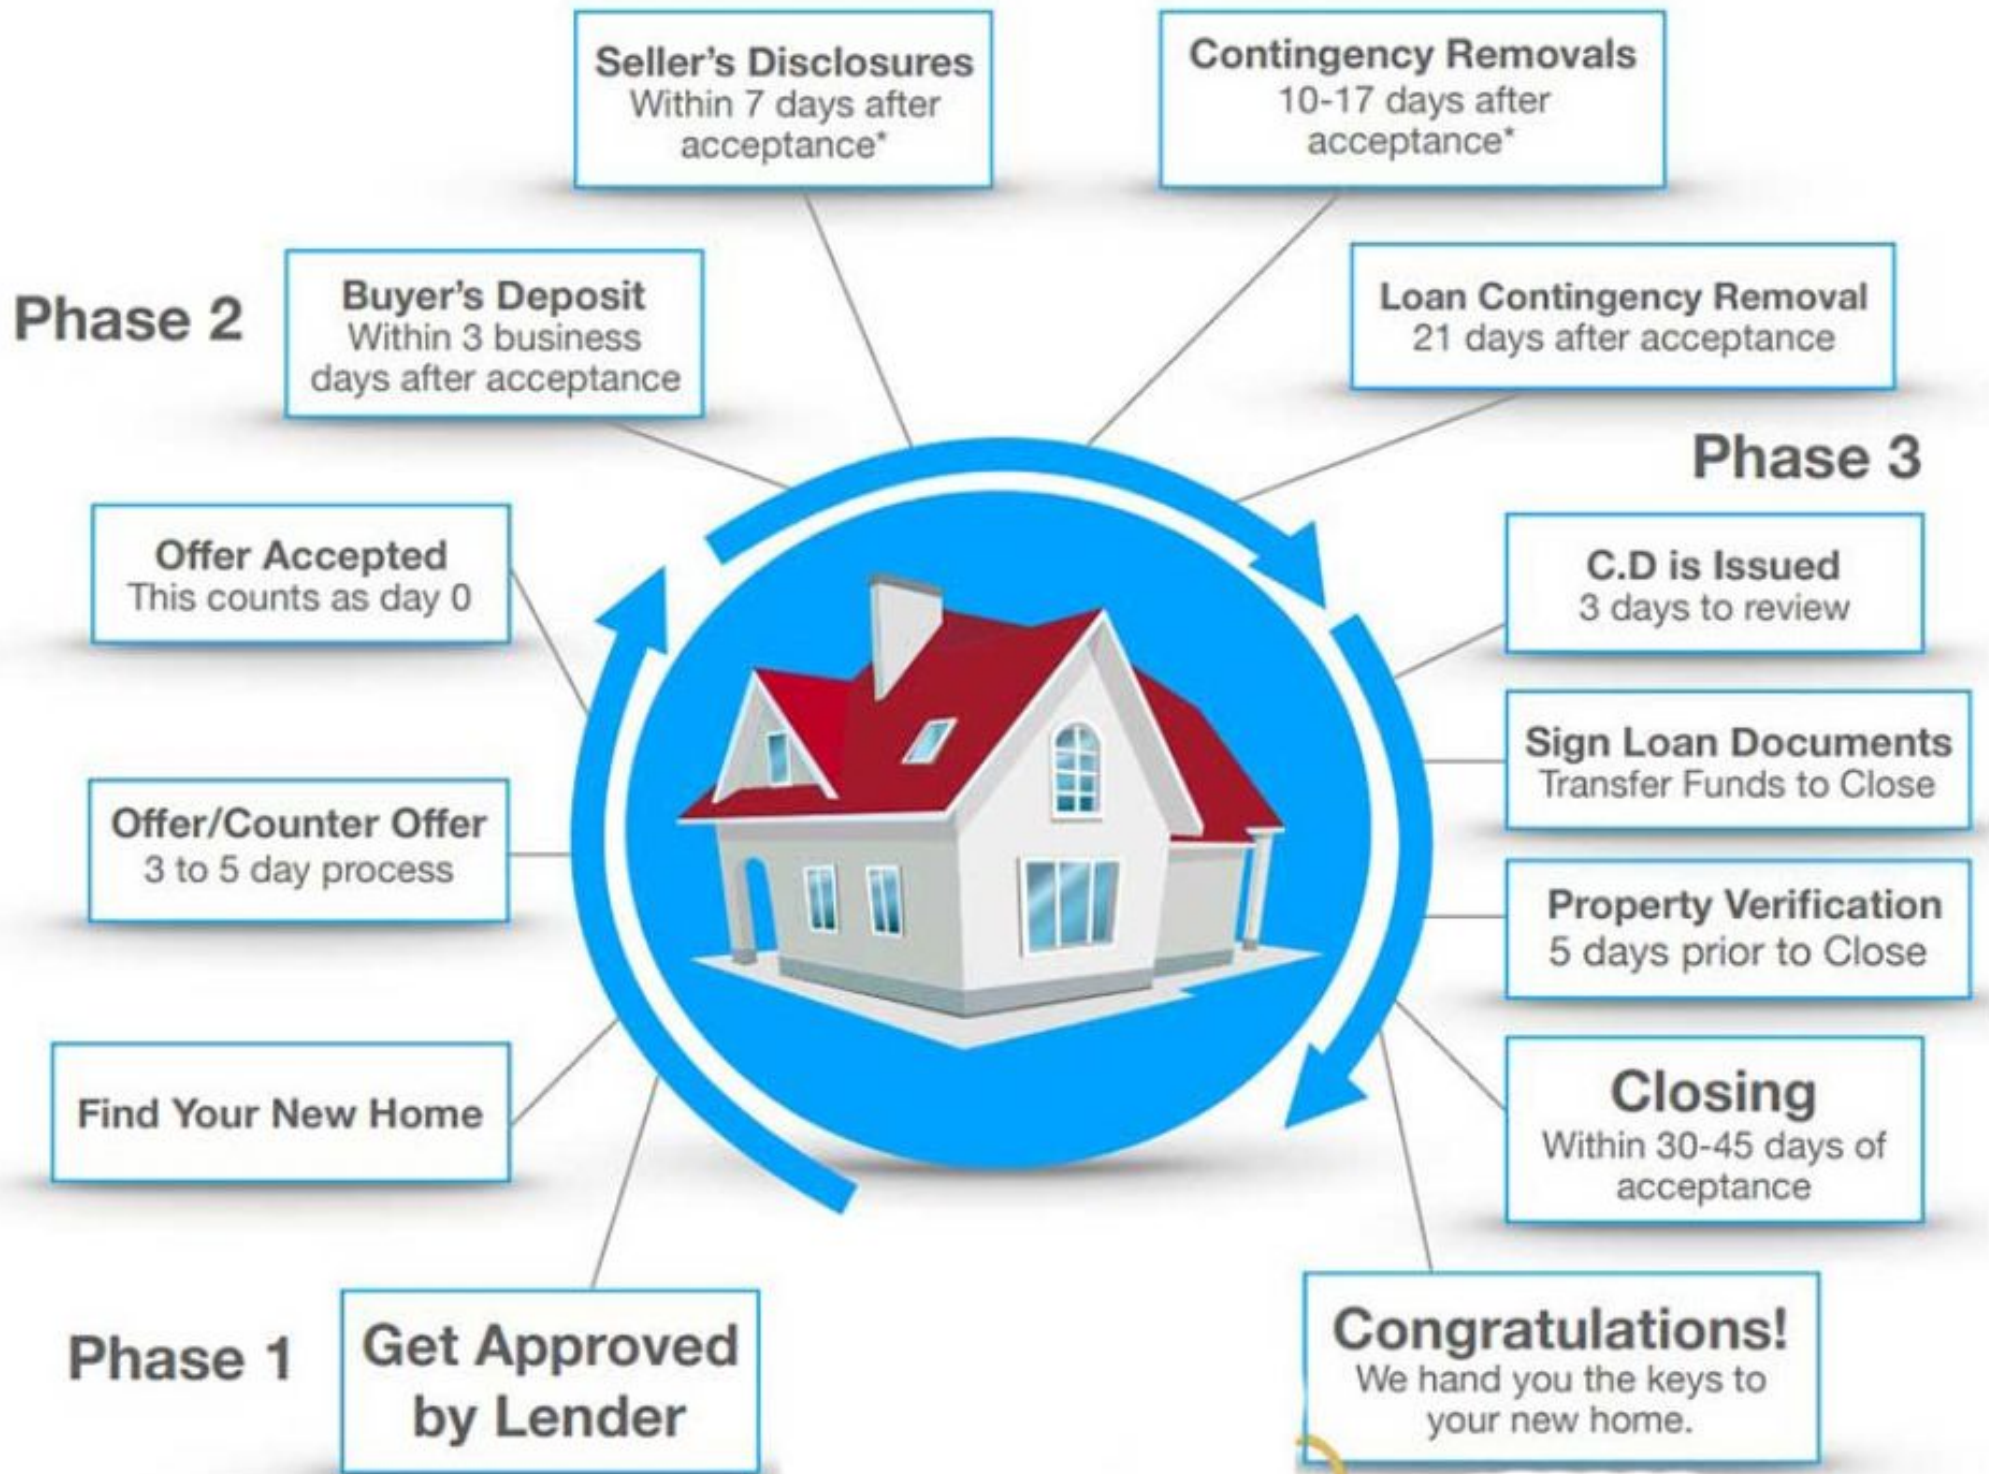 Phase 1
Get Approved
by Lender
Find Your New Home
Offer/Counter Offer
3 to 5 day process
Offer Accepted
This counts as day 0
Phase 2
Buyer's Deposit
Within 3 business
days after acceptance
Seller's Disclosures
Within 7 days after
acceptance*
Contingency Removals
10-17 days after
acceptance*
Loan Contingency Removal
21 days after acceptance
Phase 3
C.D is Issued
3 days to review
Sign Loan Documents
Transfer Funds to Close
Property Verification
5 days prior to Close
Closing
Within 30-45 days of
acceptance
Congratulations!
We hand you the keys to
your new home.